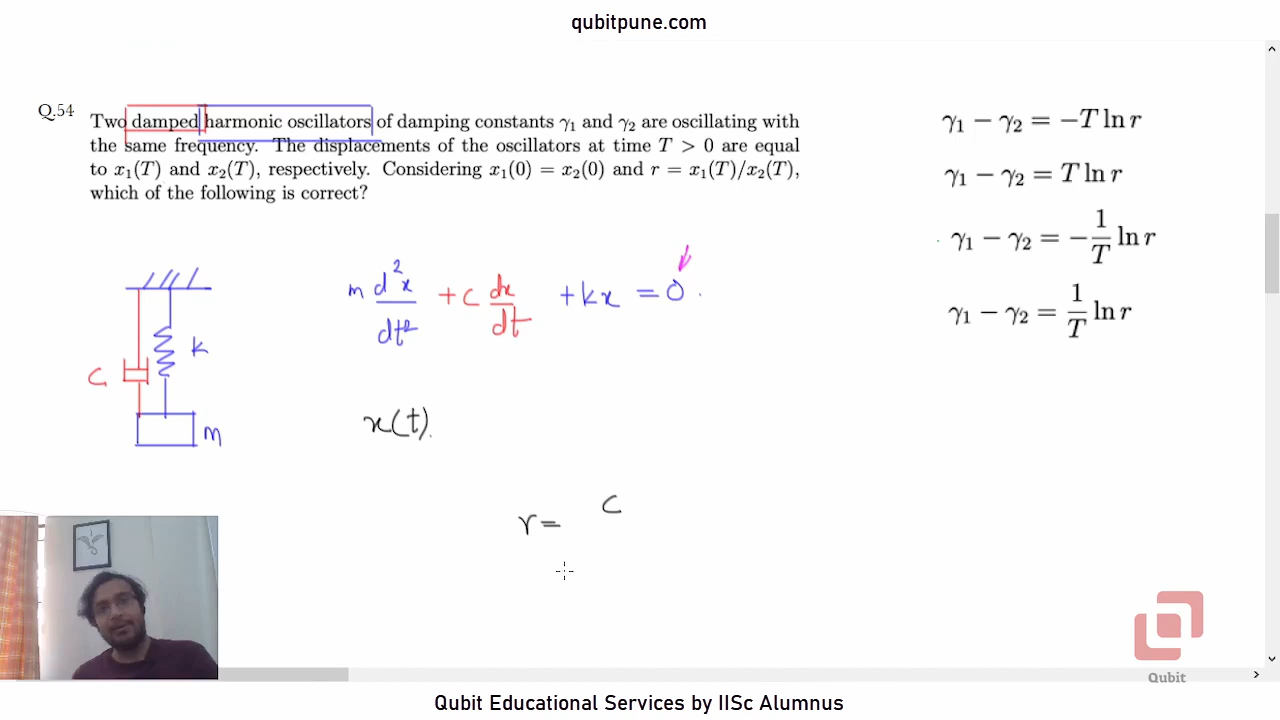 qubitpune.com
Q.54
Two damped harmonic oscillators of damping constants γ₁ and γ₂ are oscillating with
the same frequency. The displacements of the oscillators at time T > 0 are equal
to x₁(T) and x₂(T), respectively. Considering x₁(0) = x₂(0) and r = x₁(T)/x₂(T),
which of the following is correct?
γ₁ − γ₂ = −T ln r
γ₁ − γ₂ = T ln r
γ₁ − γ₂ = −1/T ln r
γ₁ − γ₂ = 1/T ln r
m d²x/dt² + c dx/dt + kx = 0
k
c
m
x(t).
r = c
Qubit
Qubit Educational Services by IISc Alumnus